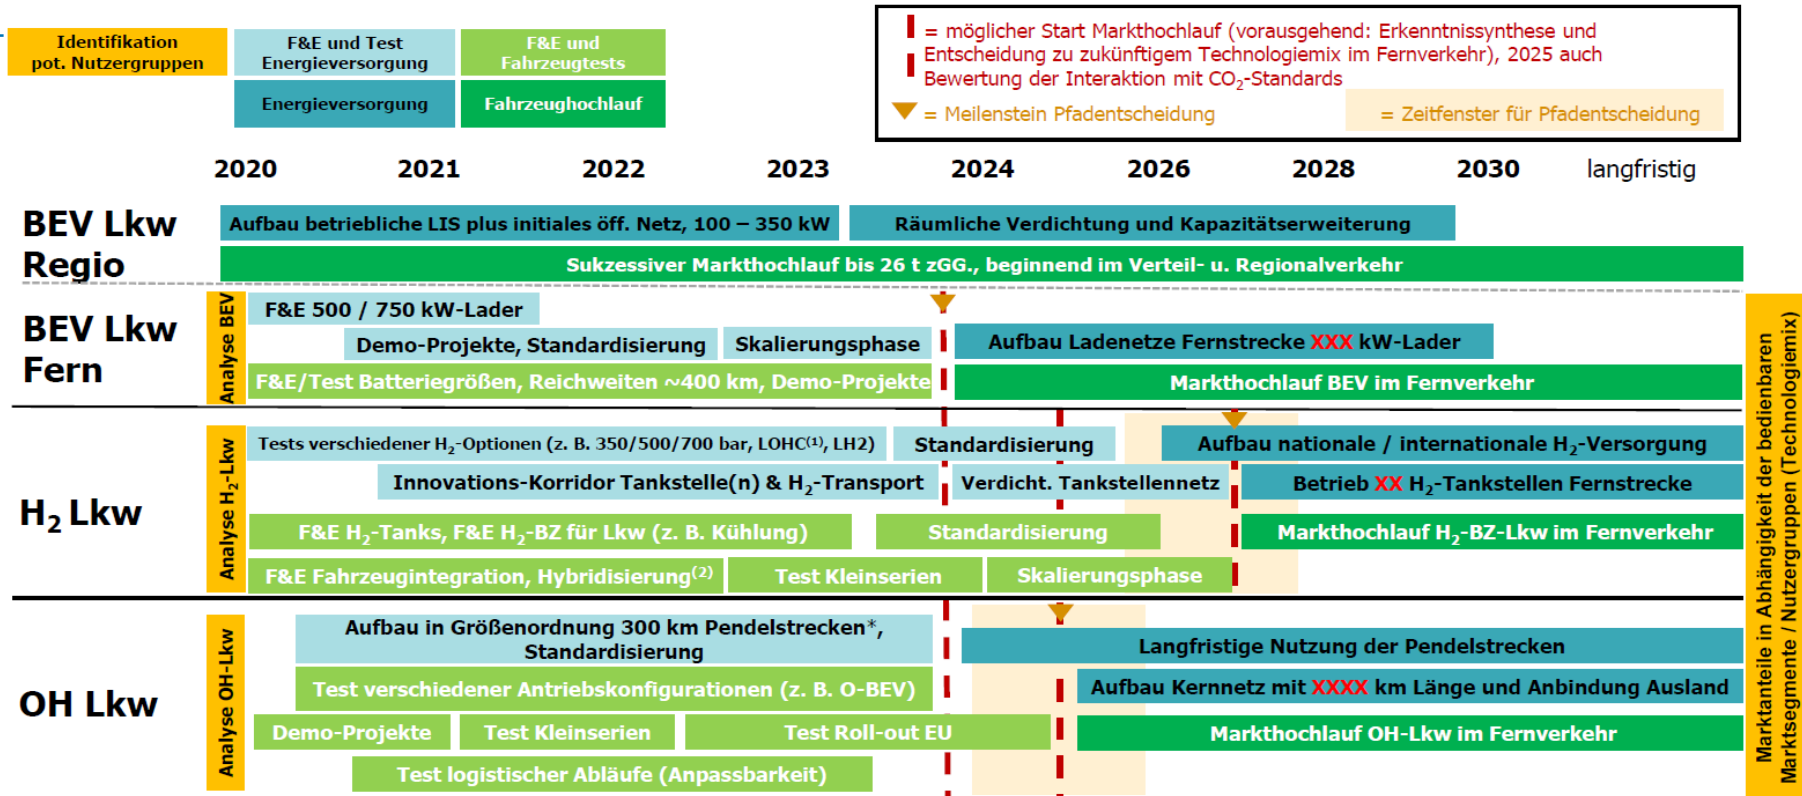 Identifikation
pot. Nutzergruppen
F&E und Test
Energieversorgung
F&E und
Fahrzeugtests
Energieversorgung
Fahrzeughochlauf
= möglicher Start Markthochlauf (vorausgehend: Erkenntnissynthese und
Entscheidung zu zukünftigem Technologiemix im Fernverkehr), 2025 auch
Bewertung der Interaktion mit CO₂-Standards
= Meilenstein Pfadentscheidung
= Zeitfenster für Pfadentscheidung
2020 2021 2022 2023 2024 2026 2028 2030 langfristig
BEV Lkw
Regio
Aufbau betriebliche LIS plus initiales öff. Netz, 100 – 350 kW
Räumliche Verdichtung und Kapazitätserweiterung
Sukzessiver Markthochlauf bis 26 t zGG., beginnend im Verteil- u. Regionalverkehr
BEV Lkw
Fern
Analyse BEV
F&E 500 / 750 kW-Lader
Demo-Projekte, Standardisierung
Skalierungsphase
Aufbau Ladenetze Fernstrecke XXX kW-Lader
F&E/Test Batteriegrößen, Reichweiten ~400 km, Demo-Projekte
Markthochlauf BEV im Fernverkehr
H₂ Lkw
Analyse H₂-Lkw
Tests verschiedener H₂-Optionen (z. B. 350/500/700 bar, LOHC⁽¹⁾, LH2)
Standardisierung
Aufbau nationale / internationale H₂-Versorgung
Innovations-Korridor Tankstelle(n) & H₂-Transport
Verdicht. Tankstellennetz
Betrieb XX H₂-Tankstellen Fernstrecke
F&E H₂-Tanks, F&E H₂-BZ für Lkw (z. B. Kühlung)
Standardisierung
Markthochlauf H₂-BZ-Lkw im Fernverkehr
F&E Fahrzeugintegration, Hybridisierung⁽²⁾
Test Kleinserien
Skalierungsphase
OH Lkw
Analyse OH-Lkw
Aufbau in Größenordnung 300 km Pendelstrecken*,
Standardisierung
Langfristige Nutzung der Pendelstrecken
Test verschiedener Antriebskonfigurationen (z. B. O-BEV)
Aufbau Kernnetz mit XXXX km Länge und Anbindung Ausland
Demo-Projekte
Test Kleinserien
Test Roll-out EU
Markthochlauf OH-Lkw im Fernverkehr
Test logistischer Abläufe (Anpassbarkeit)
Marktanteile in Abhängigkeit der bedienbaren
Marktsegmente / Nutzergruppen (Technologiemix)